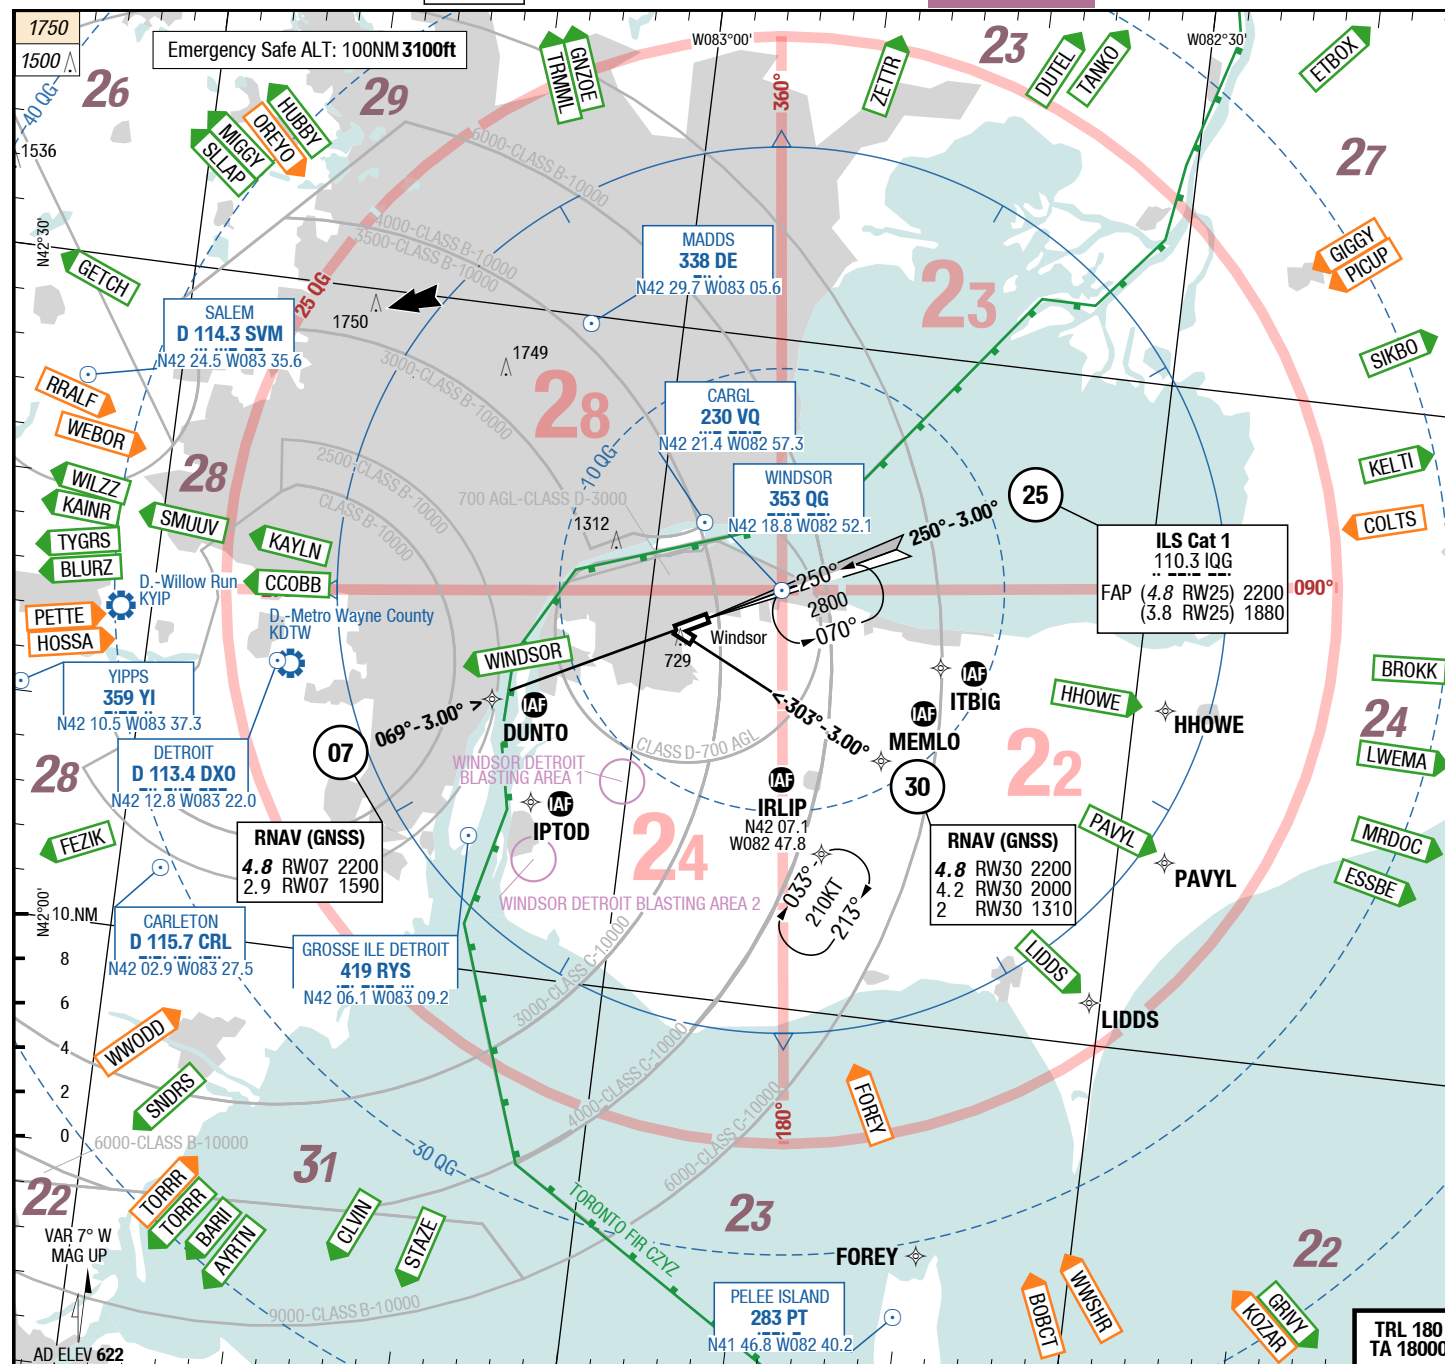 1750
1500
Emergency Safe ALT: 100NM 3100ft
W083°00'
W082°30'
26
29
23
27
40 QG
1536
HUBBY
OREYO
MIGGY
SLLAP
TRMML
GNZOE
360°
ZETTR
DUTEL
TANKO
ETBOX
6000-CLASS B-10000
4000-CLASS B-10000
3500-CLASS B-10000
N42°30'
GETCH
25 QG
1750
MADDS
338 DE
N42 29.7 W083 05.6
23
GIGGY
PICUP
SALEM
D 114.3 SVM
N42 24.5 W083 35.6
1749
3000-CLASS B-10000
28
SIKBO
RRALF
WEBOR
CARGL
230 VQ
N42 21.4 W082 57.3
28
2500-CLASS B-10000
CLASS B-10000
10 QG
KELTI
WILZZ
KAINR
SMUUV
KAYLN
TYGRS
BLURZ
CCOBB
700 AGL-CLASS D-3000
1312
WINDSOR
353 QG
N42 18.8 W082 52.1
250°-3.00°
25
COLTS
ILS Cat 1
110.3 IQG
FAP (4.8 RW25) 2200
(3.8 RW25) 1880
D.-Willow Run
KYIP
PETTE
HOSSA
D.-Metro Wayne County
KDTW
250°
2800
070°
090°
Windsor
729
WINDSOR
YIPPS
359 YI
N42 10.5 W083 37.3
069°-3.00° >
IAF
DUNTO
<-303°-3.00°
IAF
ITBIG
IAF
MEMLO
HHOWE
HHOWE
BROKK
24
LWEMA
07
DETROIT
D 113.4 DXO
N42 12.8 W083 22.0
28
CLASS D-700 AGL
WINDSOR DETROIT
BLASTING AREA 1
22
30
IAF
IRLIP
N42 07.1
W082 47.8
IAF
IPTOD
FEZIK
RNAV (GNSS)
4.8 RW07 2200
2.9 RW07 1590
24
RNAV (GNSS)
4.8 RW30 2200
4.2 RW30 2000
2 RW30 1310
PAVYL
PAVYL
MRDOC
ESSBE
033°
210KT
213°
WINDSOR DETROIT BLASTING AREA 2
N42°00'
10 NM
8
6
4
2
0
CARLETON
D 115.7 CRL
N42 02.9 W083 27.5
GROSSE ILE DETROIT
419 RYS
N42 06.1 W083 09.2
3000-CLASS C-10000
4000-CLASS C-10000
6000-CLASS C-10000
LIDDS
LIDDS
WWODD
SNDRS
FOREY
180°
6000-CLASS B-10000
31
30 QG
22
TORRR
TORRR
BARII
AYRTN
CLVIN
STAZE
TORONTO FIR CZYZ
23
FOREY
22
VAR 7° W
MAG UP
9000-CLASS B-10000
PELEE ISLAND
283 PT
N41 46.8 W082 40.2
BOBCT
WWSHR
GRIVY
KOZAR
TRL 180
TA 18000
AD ELEV 622